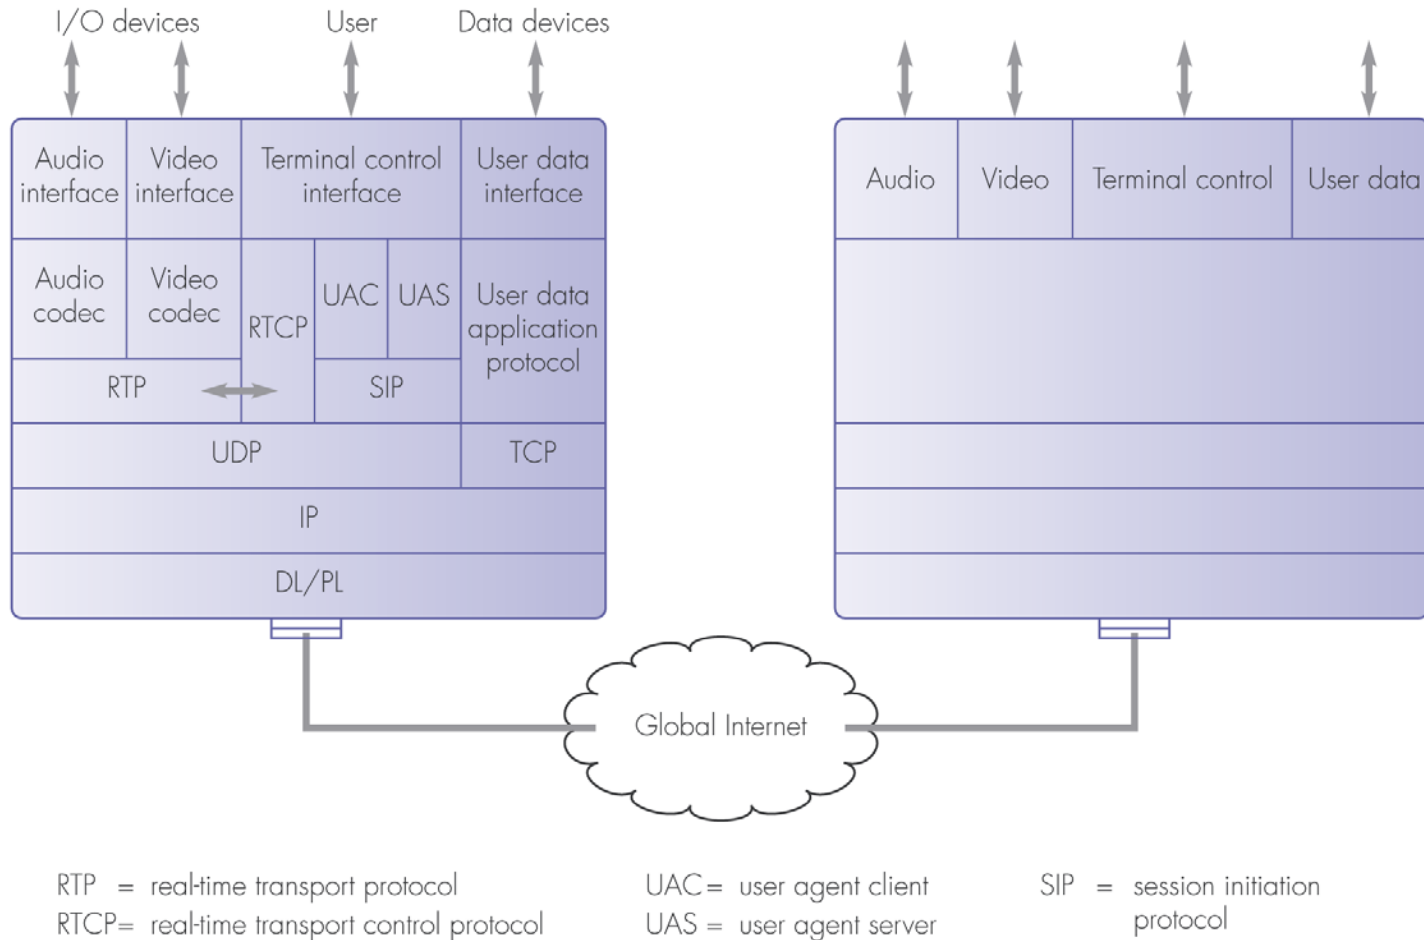 I/O devices
User
Data devices
Audio
interface
Video
interface
Terminal control
interface
User data
interface
Audio
codec
Video
codec
RTCP
UAC
UAS
User data
application
protocol
RTP
SIP
UDP
TCP
IP
DL/PL
Audio
Video
Terminal control
User data
Global Internet
RTP = real-time transport protocol
RTCP= real-time transport control protocol
UAC= user agent client
UAS = user agent server
SIP = session initiation
protocol